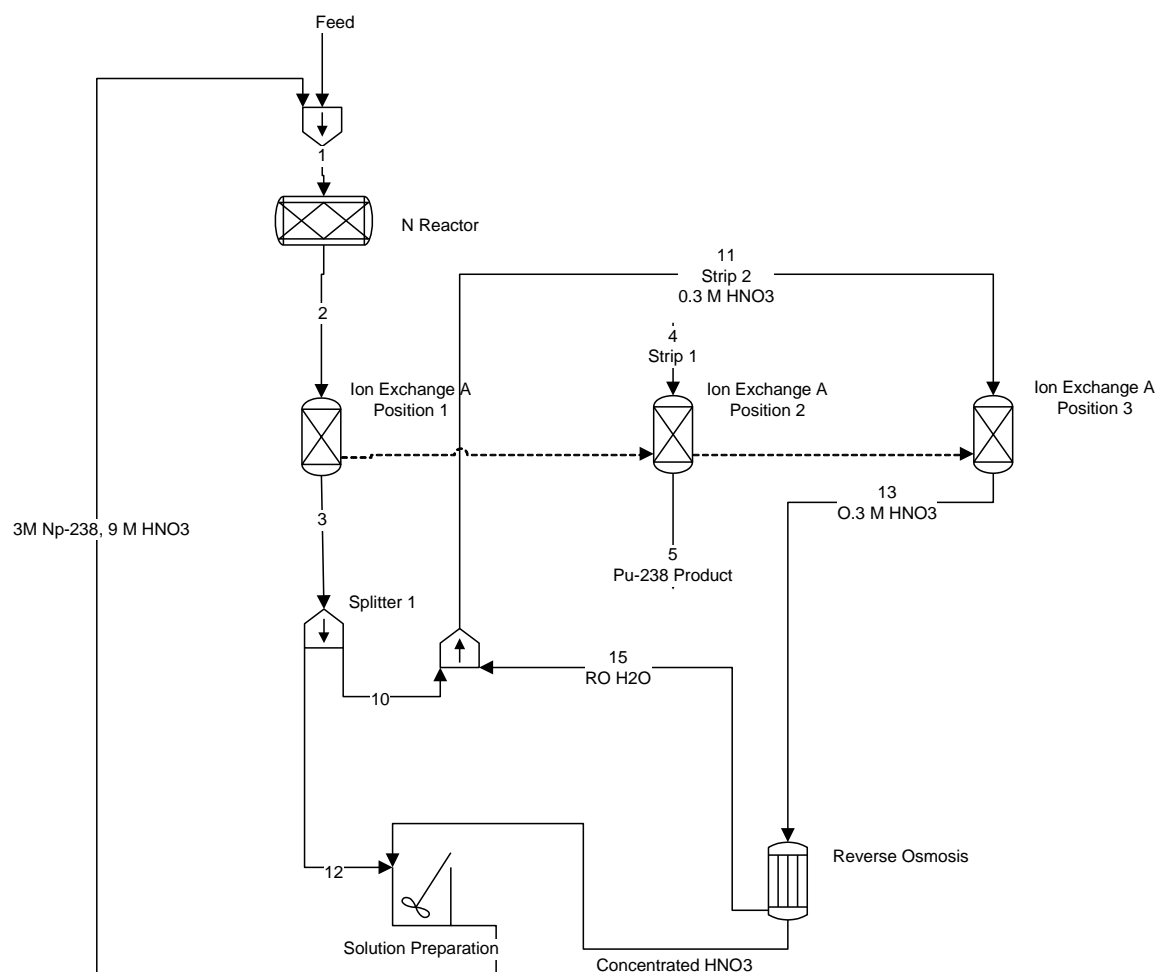 Feed
1
N Reactor
11
Strip 2
0.3 M HNO3
2
4
Strip 1
Ion Exchange A
Position 1
Ion Exchange A
Position 2
Ion Exchange A
Position 3
13
O.3 M HNO3
3
3M Np-238, 9 M HNO3
5
Pu-238 Product
Splitter 1
15
RO H2O
10
Reverse Osmosis
12
Solution Preparation
Concentrated HNO3